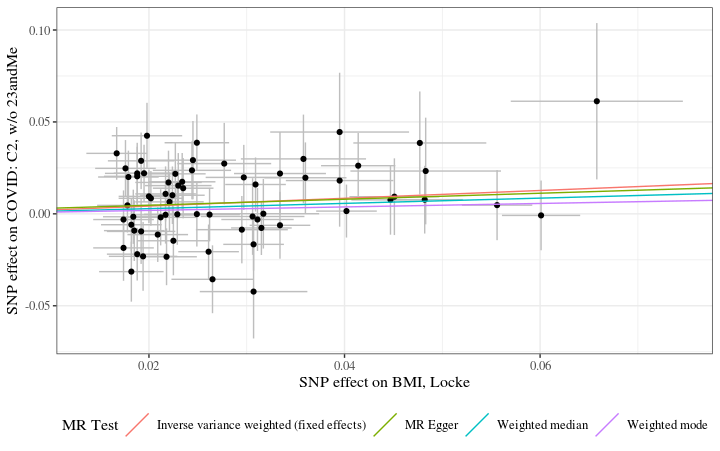 SNP effect on COVID: C2, w/o 23andMe
0.10
0.05
0.00
-0.05
0.02 0.04 0.06
SNP effect on BMI, Locke
MR Test Inverse variance weighted (fixed effects) MR Egger Weighted median Weighted mode